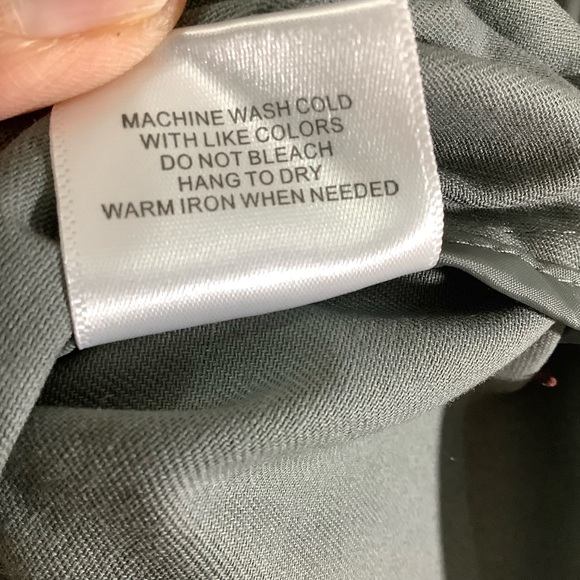 MACHINE WASH COLD
WITH LIKE COLORS
DO NOT BLEACH
HANG TO DRY
WARM IRON WHEN NEEDED